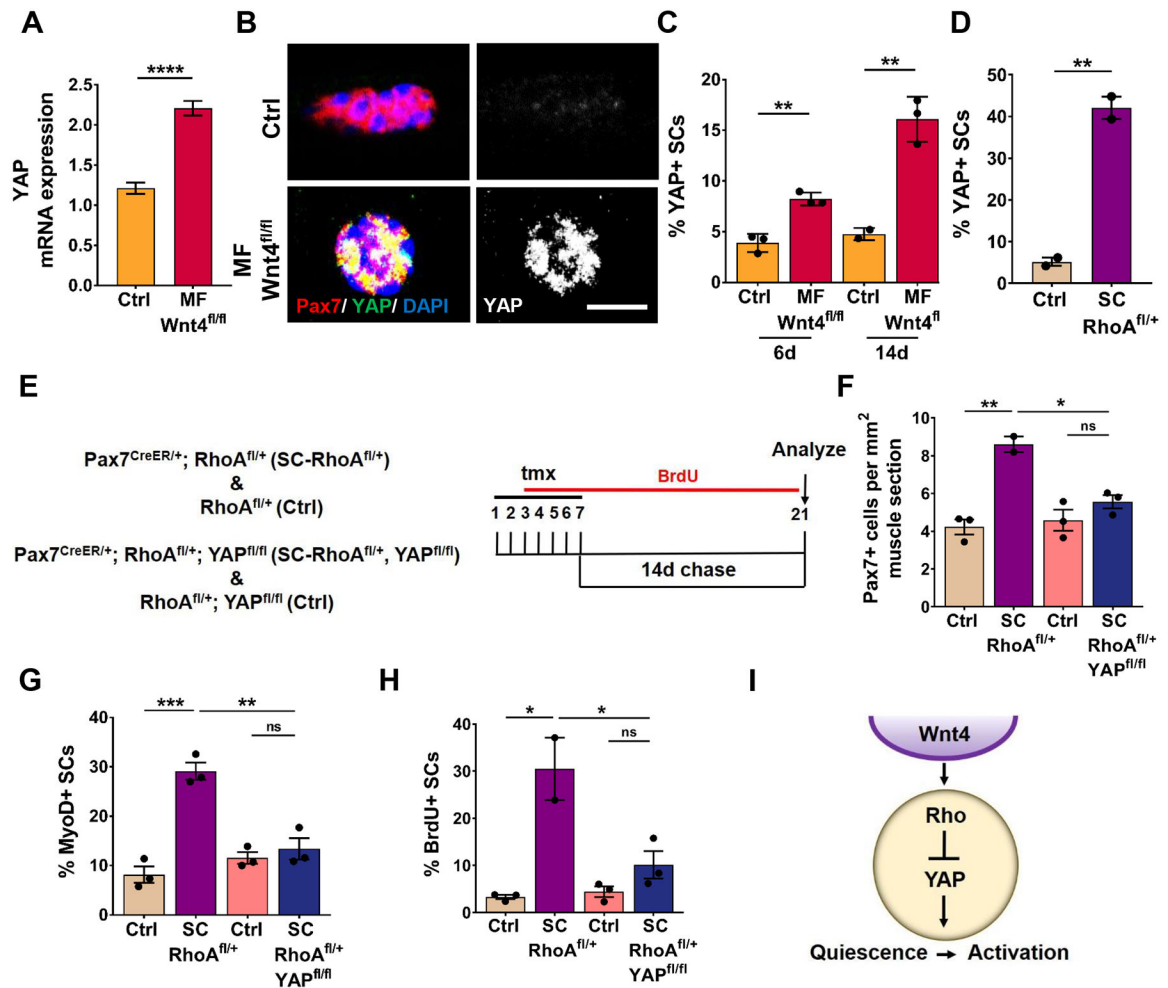 A
YAP
mRNA expression
2.5
2.0
1.5
1.0
0.5
0.0
****
Ctrl
MF
Wnt4fl/fl
B
Ctrl
MF
Wnt4fl/fl
Pax7/ YAP/ DAPI
YAP
C
% YAP+ SCs
20
15
10
5
0
**
**
Ctrl
MF
Ctrl
MF
Wnt4fl/fl
Wnt4fl
6d
14d
D
% YAP+ SCs
50
40
30
20
10
0
**
Ctrl
SC
RhoAfl/+
E
Pax7CreER/+; RhoAfl/+ (SC-RhoAfl/+)
&
RhoAfl/+ (Ctrl)
Pax7CreER/+; RhoAfl/+; YAPfl/fl (SC-RhoAfl/+, YAPfl/fl)
&
RhoAfl/+; YAPfl/fl (Ctrl)
Analyze
tmx
BrdU
1 2 3 4 5 6 7
21
14d chase
F
Pax7+ cells per mm2
muscle section
10
8
6
4
2
0
**
*
ns
Ctrl
SC
Ctrl
SC
RhoAfl/+
RhoAfl/+
YAPfl/fl
G
% MyoD+ SCs
40
30
20
10
0
***
**
ns
Ctrl
SC
Ctrl
SC
RhoAfl/+
RhoAfl/+
YAPfl/fl
H
% BrdU+ SCs
40
30
20
10
0
*
*
ns
Ctrl
SC
Ctrl
SC
RhoAfl/+
RhoAfl/+
YAPfl/fl
I
Wnt4
Rho
YAP
Quiescence → Activation